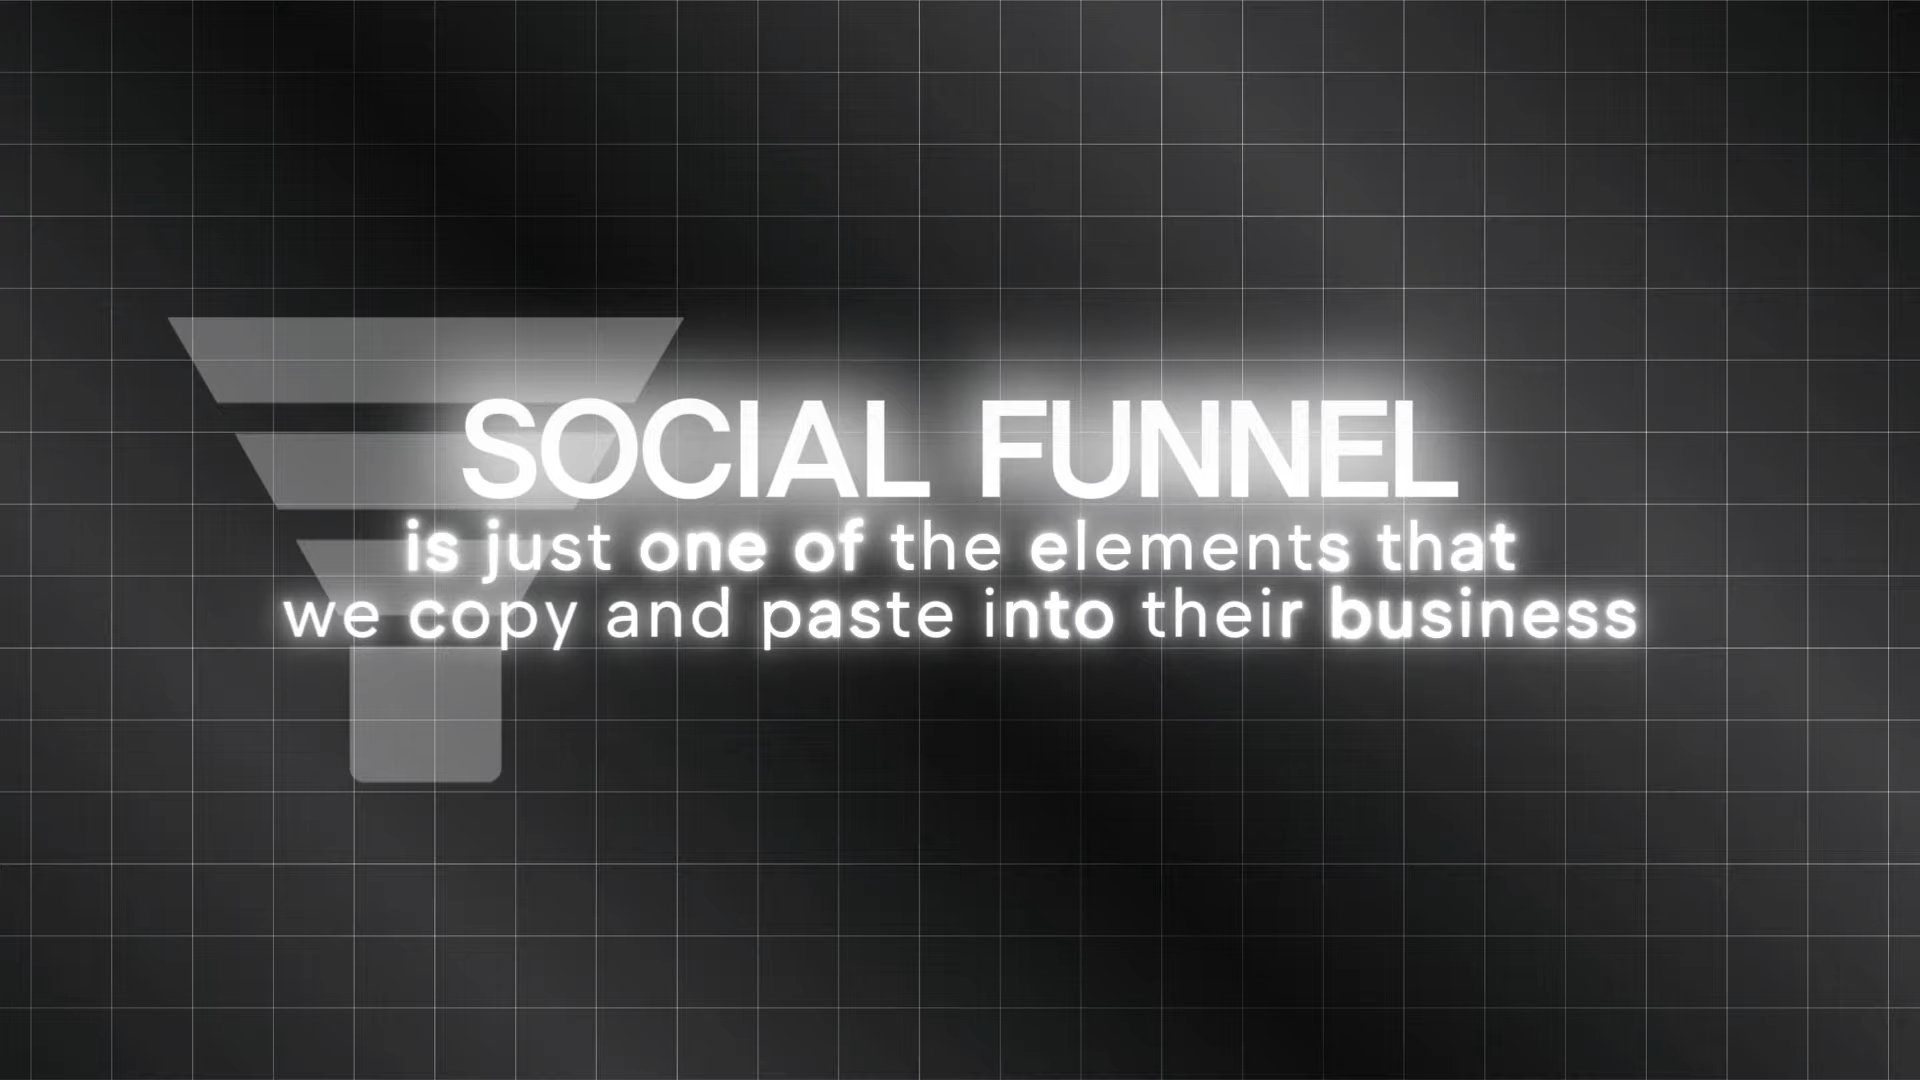 SOCIAL FUNNEL
is just one of the elements that
we copy and paste into their business